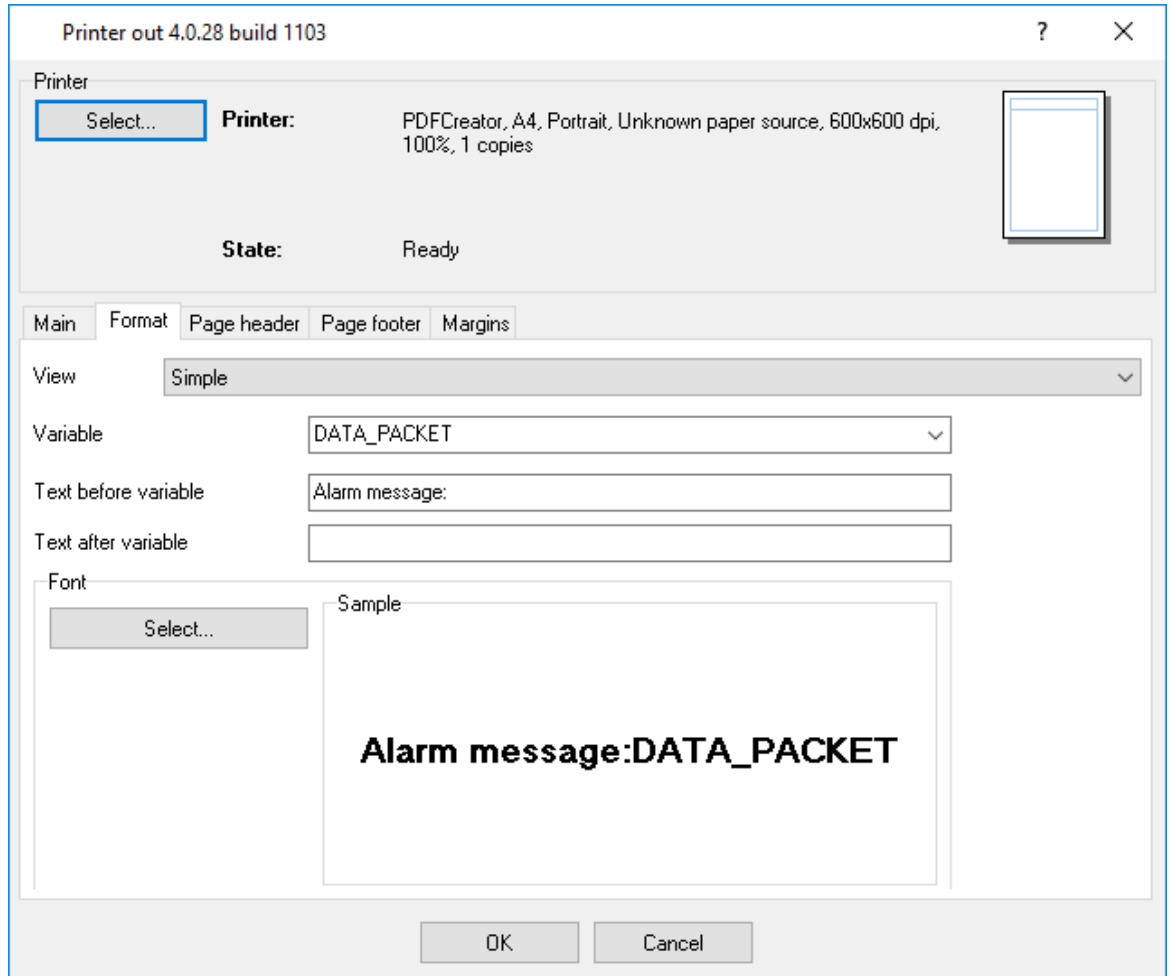 Printer out 4.0.28 build 1103
?
Printer
Select...
Printer:
PDFCreator, A4, Portrait, Unknown paper source, 600x600 dpi,
100%, 1 copies
State:
Ready
Main Format Page header Page footer Margins
View Simple
Variable DATA_PACKET
Text before variable Alarm message:
Text after variable
Font
Select...
Sample
Alarm message:DATA_PACKET
OK Cancel